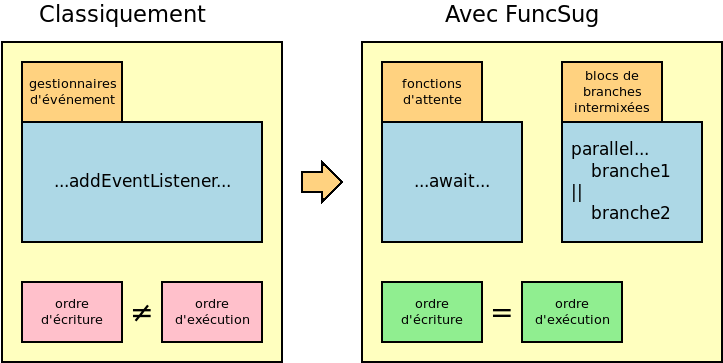 Classiquement
gestionnaires
d'événement
...addEventListener...
ordre
d'écriture
≠
ordre
d'exécution
Avec FuncSug
fonctions
d'attente
...await...
blocs de
branches
intermixées
parallel...
branche1
||
branche2
ordre
d'écriture
=
ordre
d'exécution